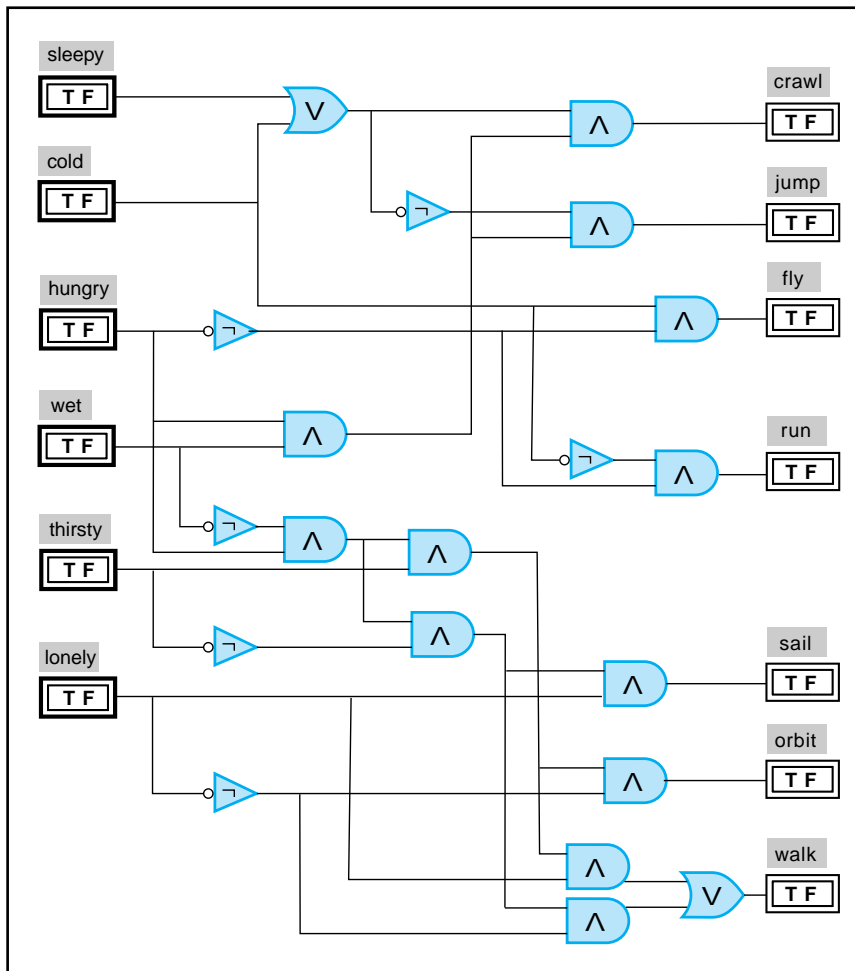 sleepy
T F
crawl
T F
∨
∧
cold
T F
jump
T F
¬
∧
hungry
T F
fly
T F
¬
∧
wet
T F
run
T F
∧
¬
∧
thirsty
T F
¬
∧
∧
¬
∧
lonely
T F
sail
T F
∧
orbit
T F
¬
∧
walk
T F
∧
∨
∧